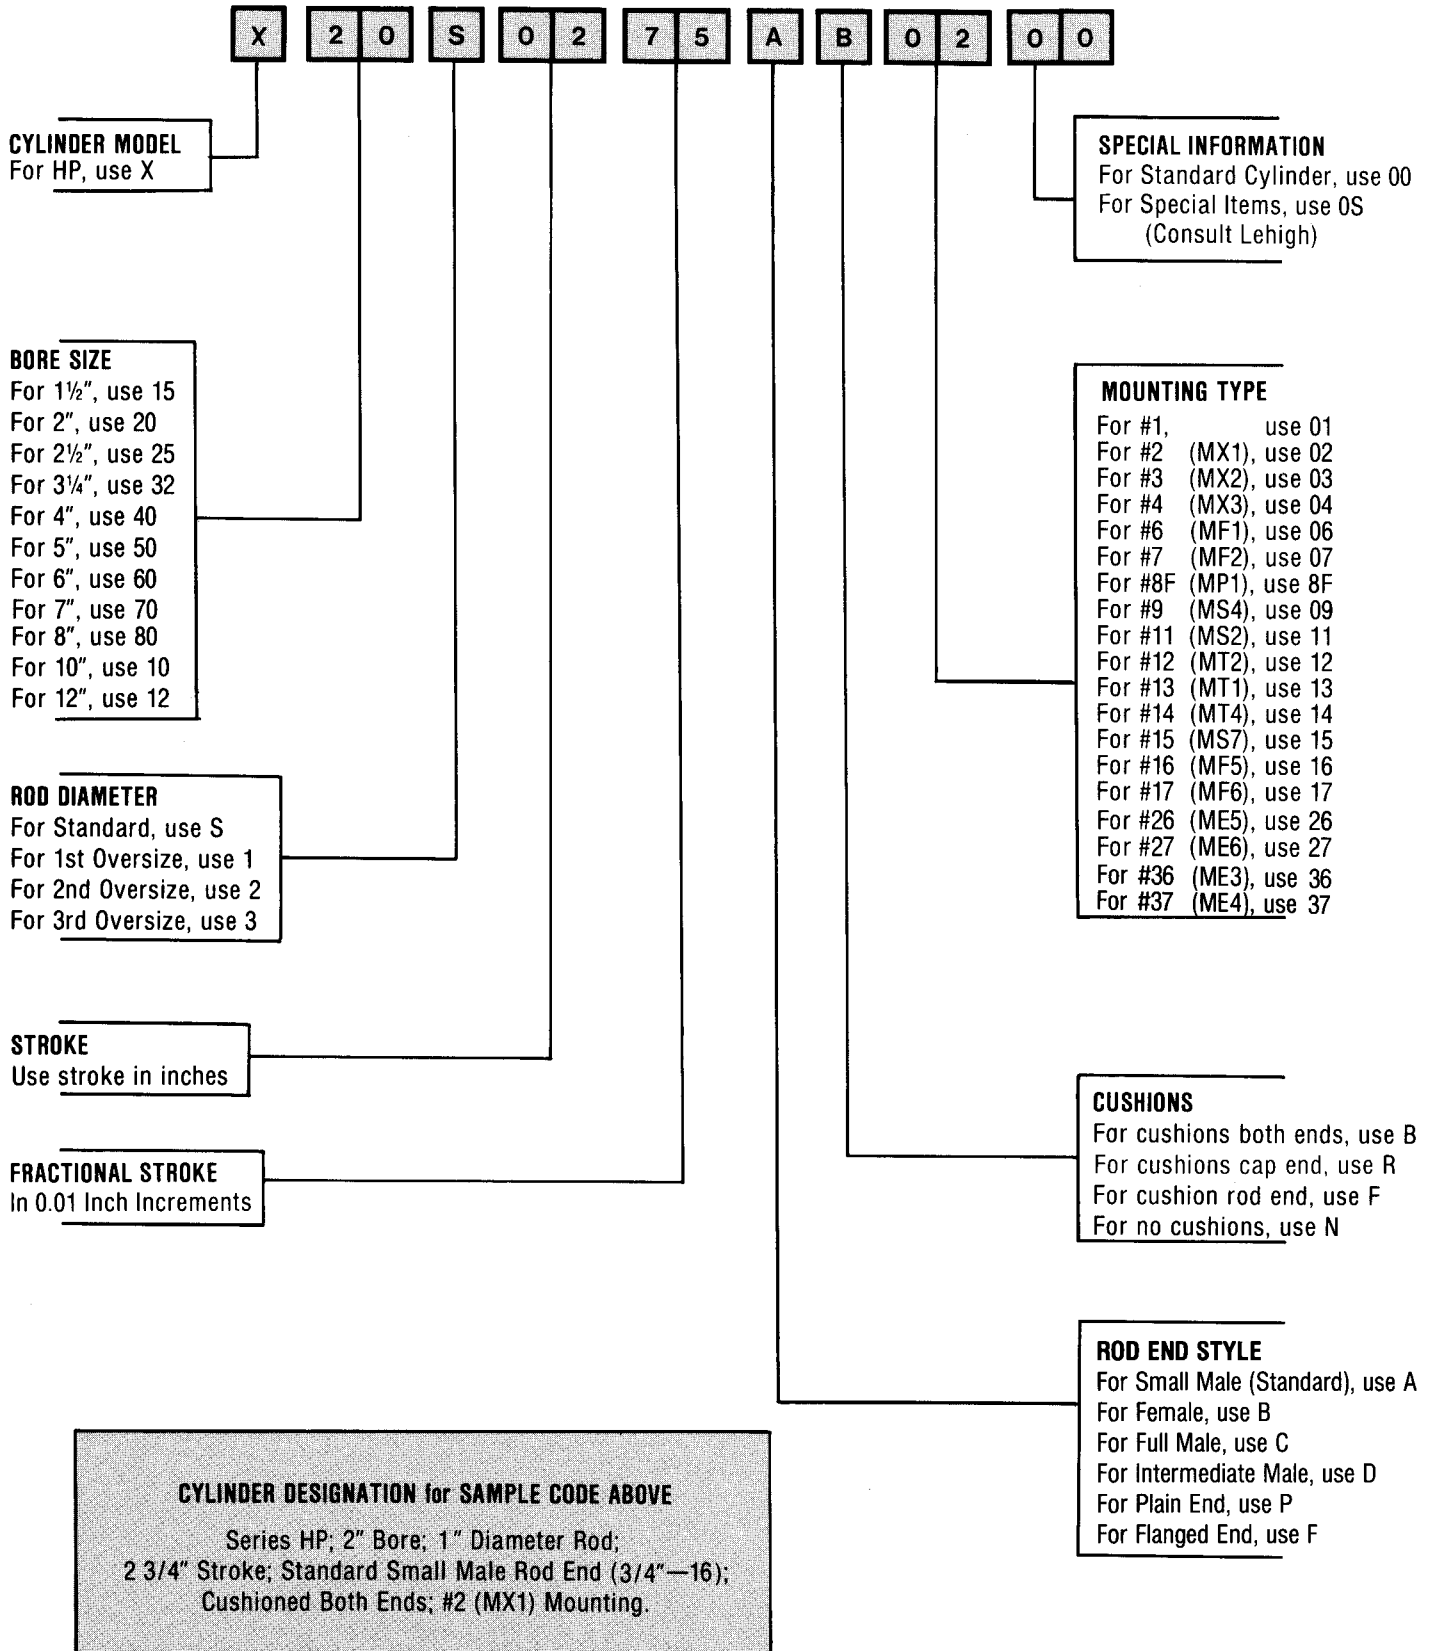 X 20 S 02 75 A B 02 00
CYLINDER MODEL
For HP, use X
BORE SIZE
For 1½", use 15
For 2", use 20
For 2½", use 25
For 3¼", use 32
For 4", use 40
For 5", use 50
For 6", use 60
For 7", use 70
For 8", use 80
For 10", use 10
For 12", use 12
ROD DIAMETER
For Standard, use S
For 1st Oversize, use 1
For 2nd Oversize, use 2
For 3rd Oversize, use 3
STROKE
Use stroke in inches
FRACTIONAL STROKE
In 0.01 Inch Increments
SPECIAL INFORMATION
For Standard Cylinder, use 00
For Special Items, use 0S
(Consult Lehigh)
MOUNTING TYPE
For #1, use 01
For #2 (MX1), use 02
For #3 (MX2), use 03
For #4 (MX3), use 04
For #6 (MF1), use 06
For #7 (MF2), use 07
For #8F (MP1), use 8F
For #9 (MS4), use 09
For #11 (MS2), use 11
For #12 (MT2), use 12
For #13 (MT1), use 13
For #14 (MT4), use 14
For #15 (MS7), use 15
For #16 (MF5), use 16
For #17 (MF6), use 17
For #26 (ME5), use 26
For #27 (ME6), use 27
For #36 (ME3), use 36
For #37 (ME4), use 37
CUSHIONS
For cushions both ends, use B
For cushions cap end, use R
For cushion rod end, use F
For no cushions, use N
ROD END STYLE
For Small Male (Standard), use A
For Female, use B
For Full Male, use C
For Intermediate Male, use D
For Plain End, use P
For Flanged End, use F
CYLINDER DESIGNATION for SAMPLE CODE ABOVE
Series HP; 2" Bore; 1" Diameter Rod;
2 3/4" Stroke; Standard Small Male Rod End (3/4"—16);
Cushioned Both Ends; #2 (MX1) Mounting.